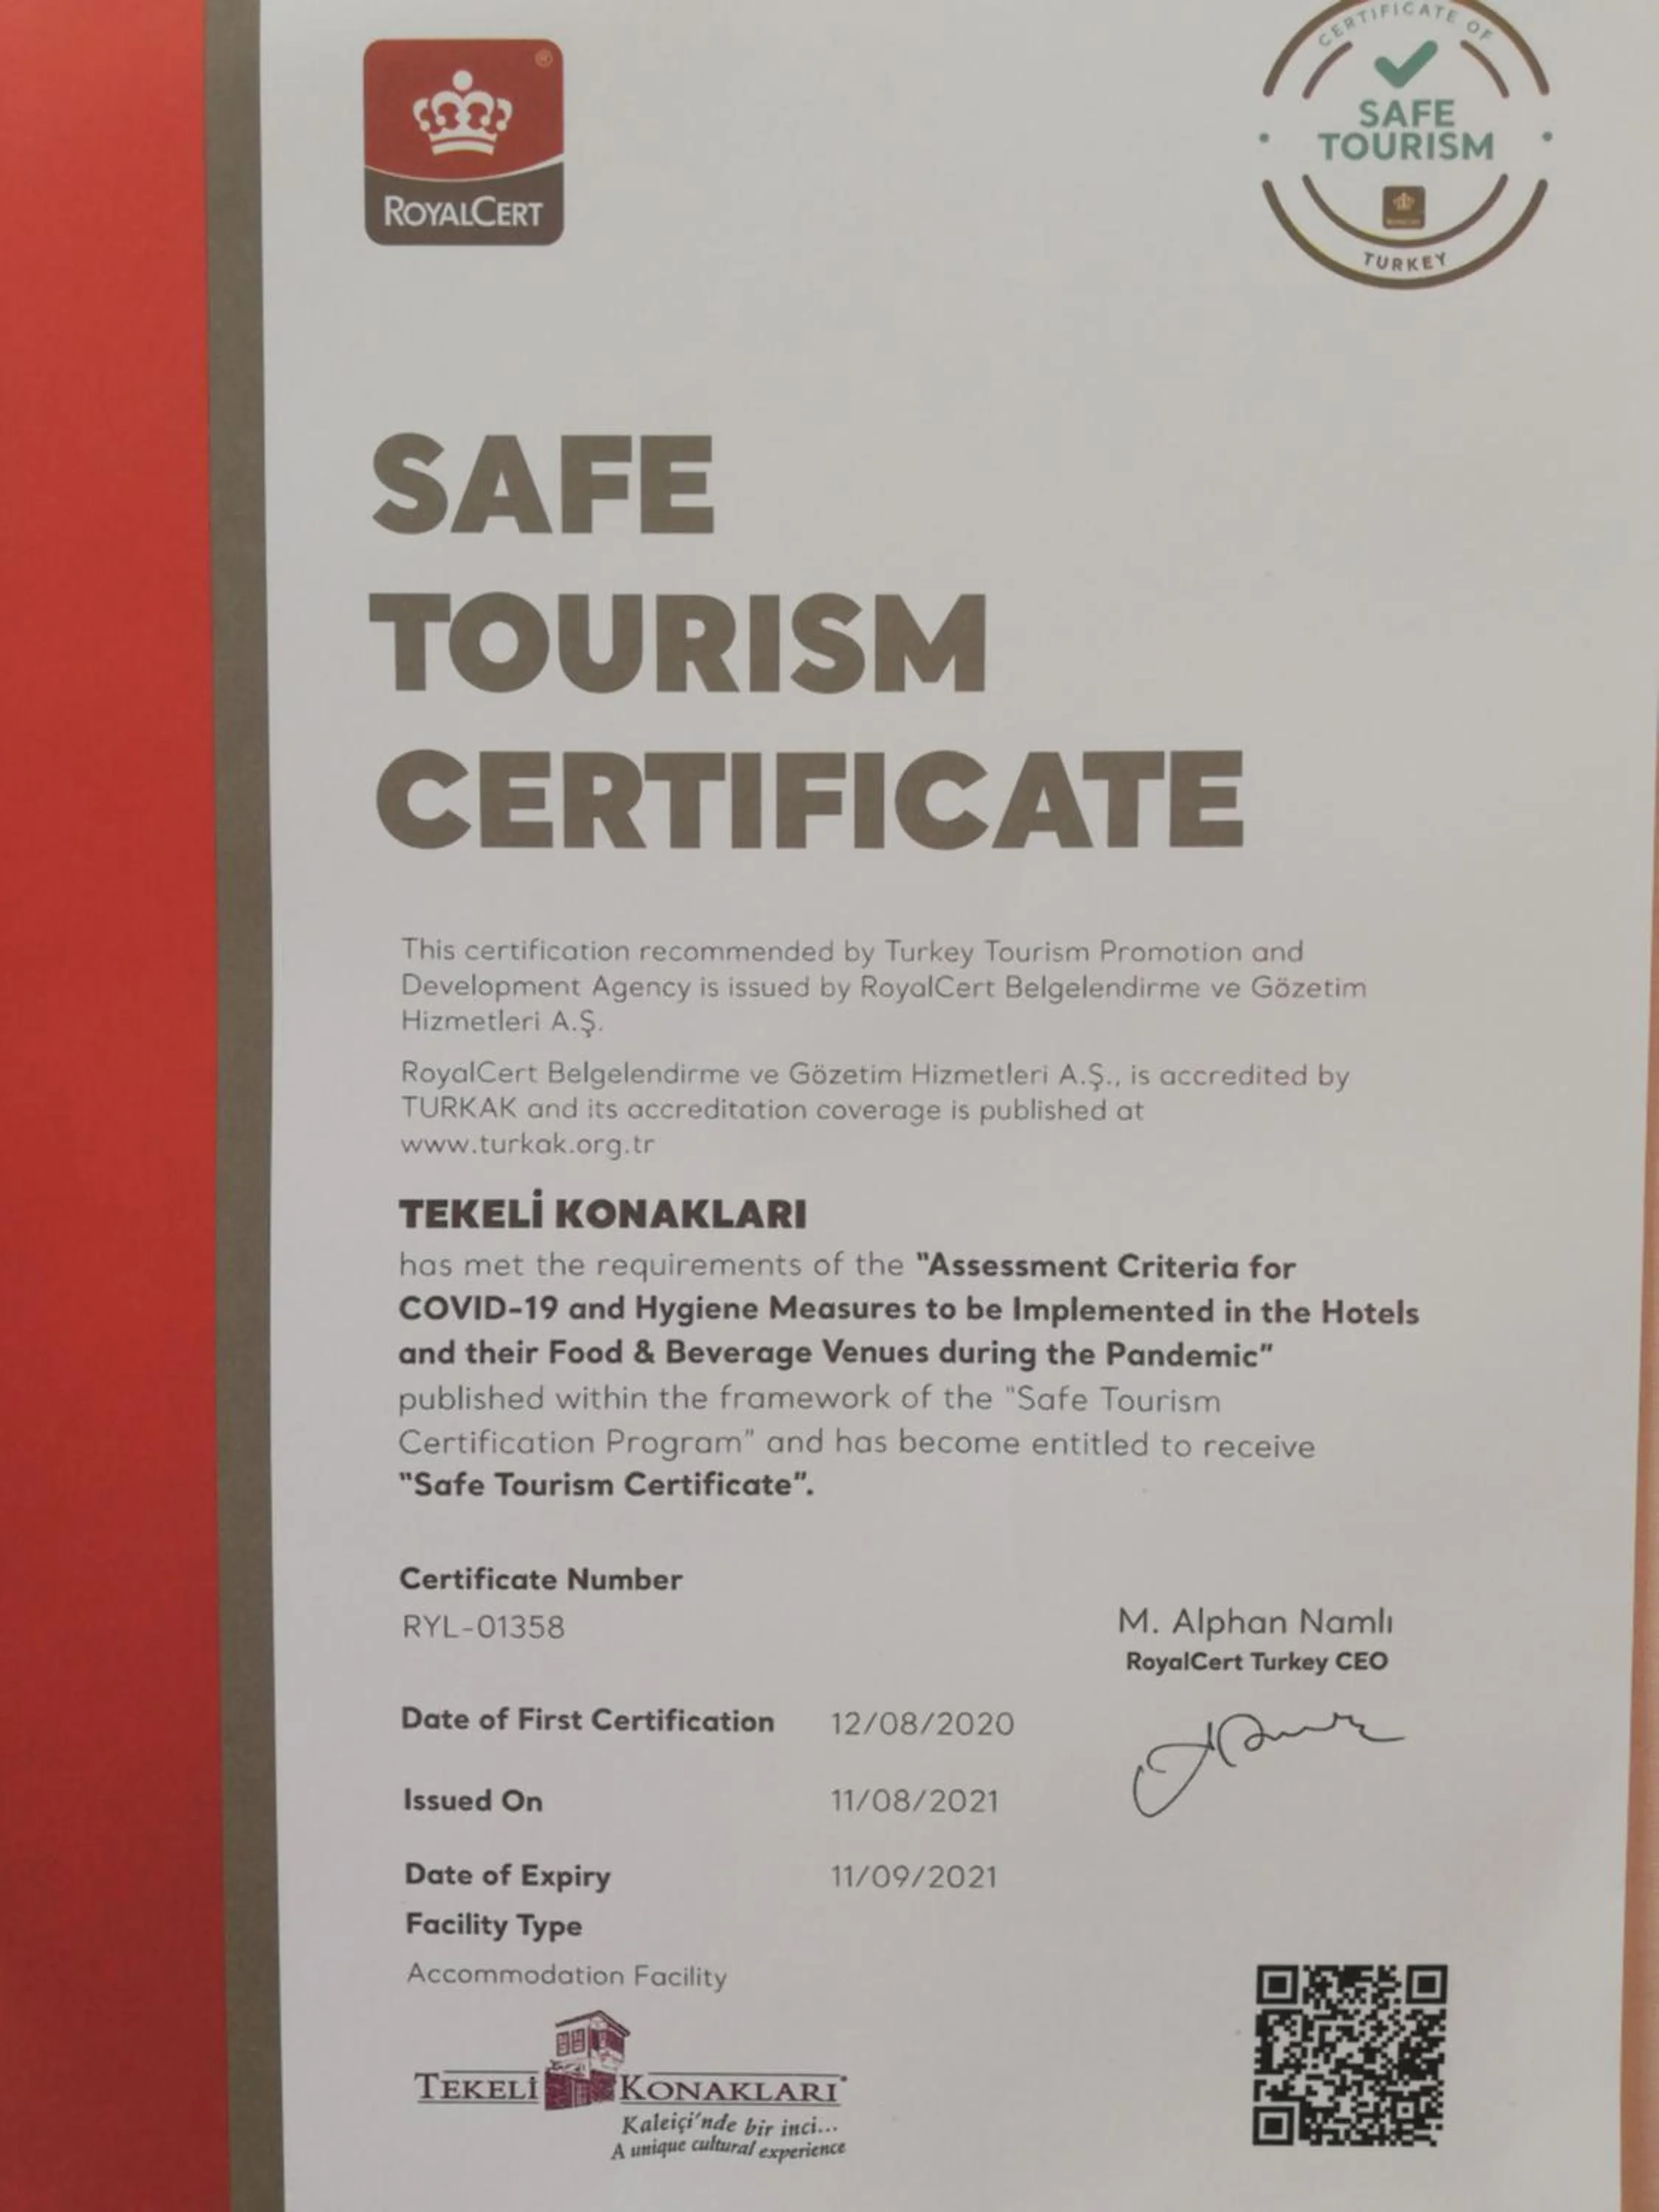 ROYALCERT
®
CERTIFICATE OF
SAFE
TOURISM
TURKEY
SAFE
TOURISM
CERTIFICATE
This certification recommended by Turkey Tourism Promotion and
Development Agency is issued by RoyalCert Belgelendirme ve Gözetim
Hizmetleri A.Ş.
RoyalCert Belgelendirme ve Gözetim Hizmetleri A.Ş., is accredited by
TURKAK and its accreditation coverage is published at
www.turkak.org.tr
TEKELİ KONAKLARI
has met the requirements of the "Assessment Criteria for
COVID-19 and Hygiene Measures to be Implemented in the Hotels
and their Food & Beverage Venues during the Pandemic"
published within the framework of the "Safe Tourism
Certification Program" and has become entitled to receive
"Safe Tourism Certificate".
Certificate Number
RYL-01358
M. Alphan Namlı
RoyalCert Turkey CEO
Date of First Certification 12/08/2020
Issued On 11/08/2021
Date of Expiry 11/09/2021
Facility Type
Accommodation Facility
TEKELİ KONAKLARI
Kaleiçi'nde bir inci...
A unique cultural experience